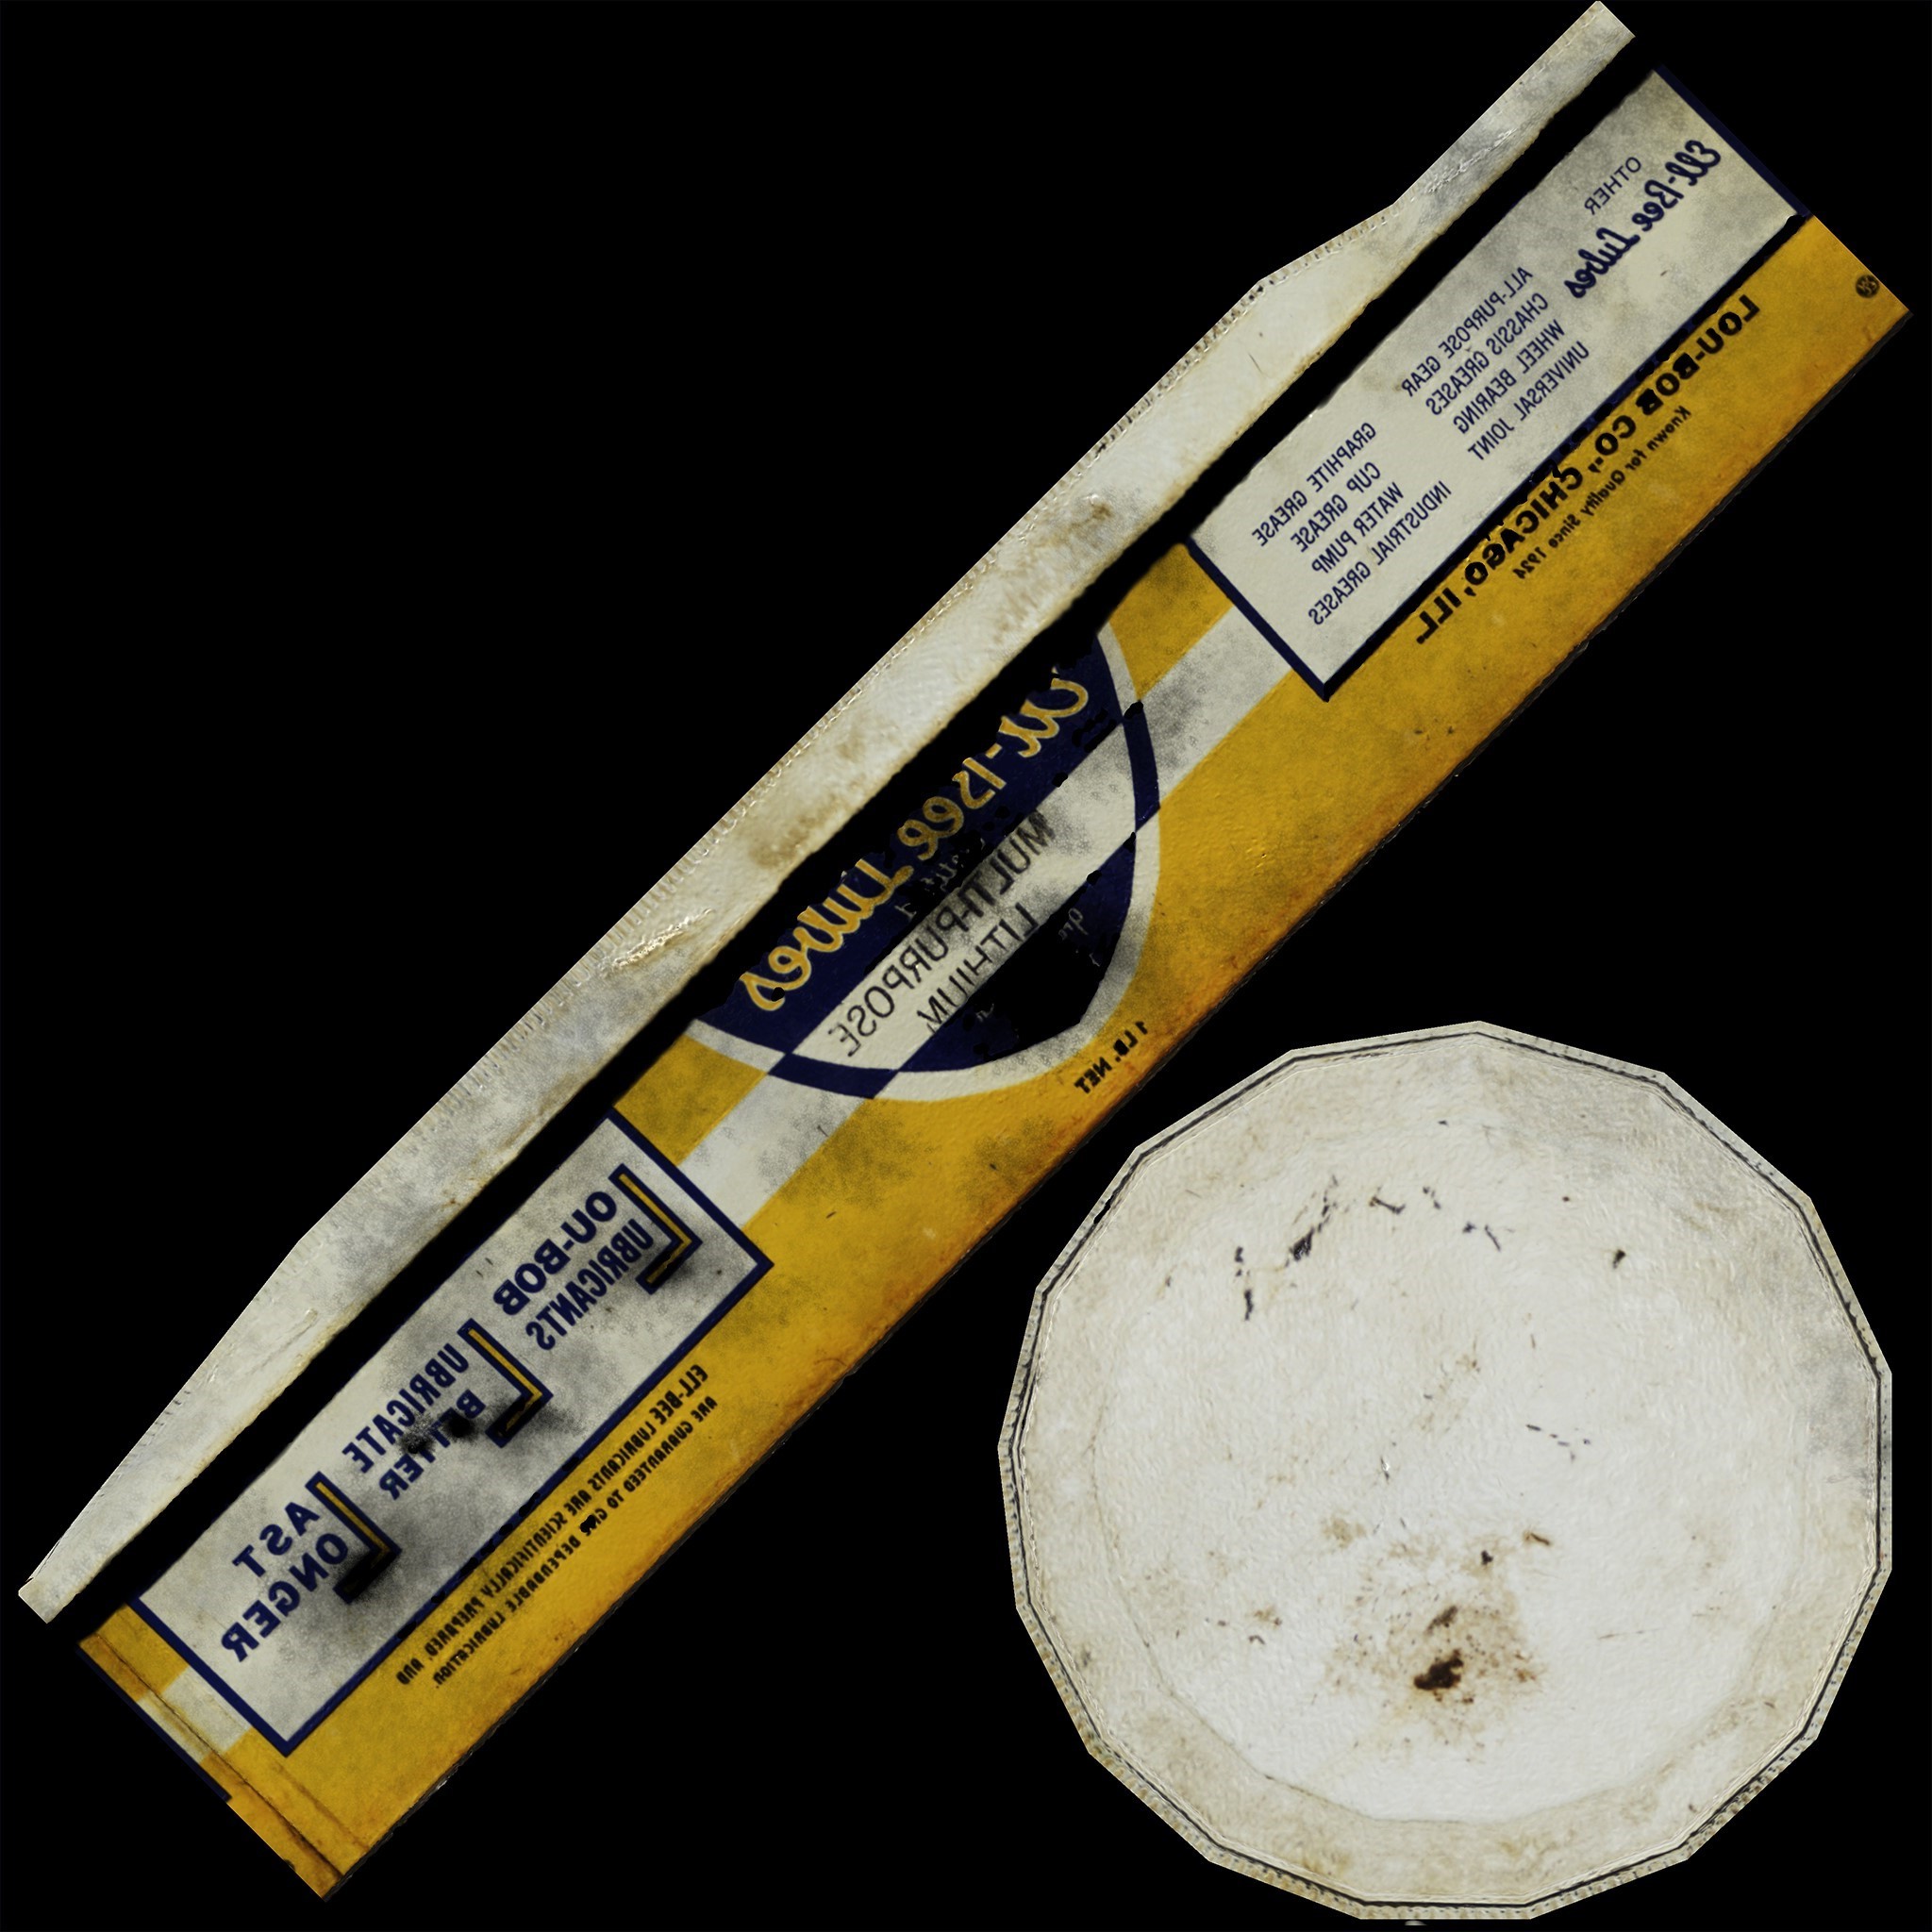 OTHER
Ell-Bee Lubes
ALL-PURPOSE GEAR
CHASSIS GREASES
WHEEL BEARING
UNIVERSAL JOINT
GRAPHITE GREASE
CUP GREASE
WATER PUMP
INDUSTRIAL GREASES
LOU-BOB CO., CHICAGO, ILL.
Known for Quality Since 1924
Ell-Bee Lubes
MULTI-PURPOSE
LITHIUM
1 LB. NET
LOU-BOB
LUBRICANTS
LUBRICATE
BETTER
LAST
LONGER
ELL-BEE LUBRICANTS ARE SCIENTIFICALLY PREPARED, AND
ARE GUARANTEED TO GIVE DEPENDABLE LUBRICATION.